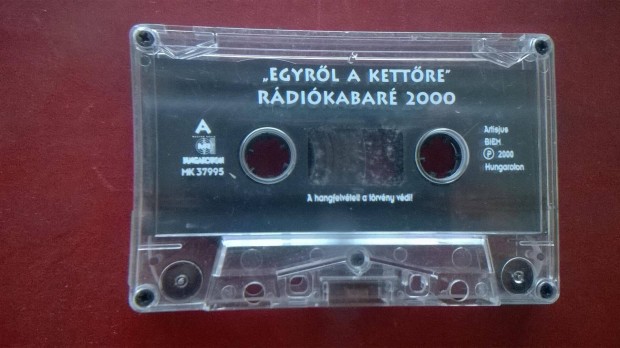 „EGYRŐL A KETTŐRE”
RÁDIÓKABARÉ 2000
A
HUNGAROTON
MK 37995
Artisjus
BIEM
Ⓟ 2000
Hungaroton
A hangfelvételt a törvény védi!